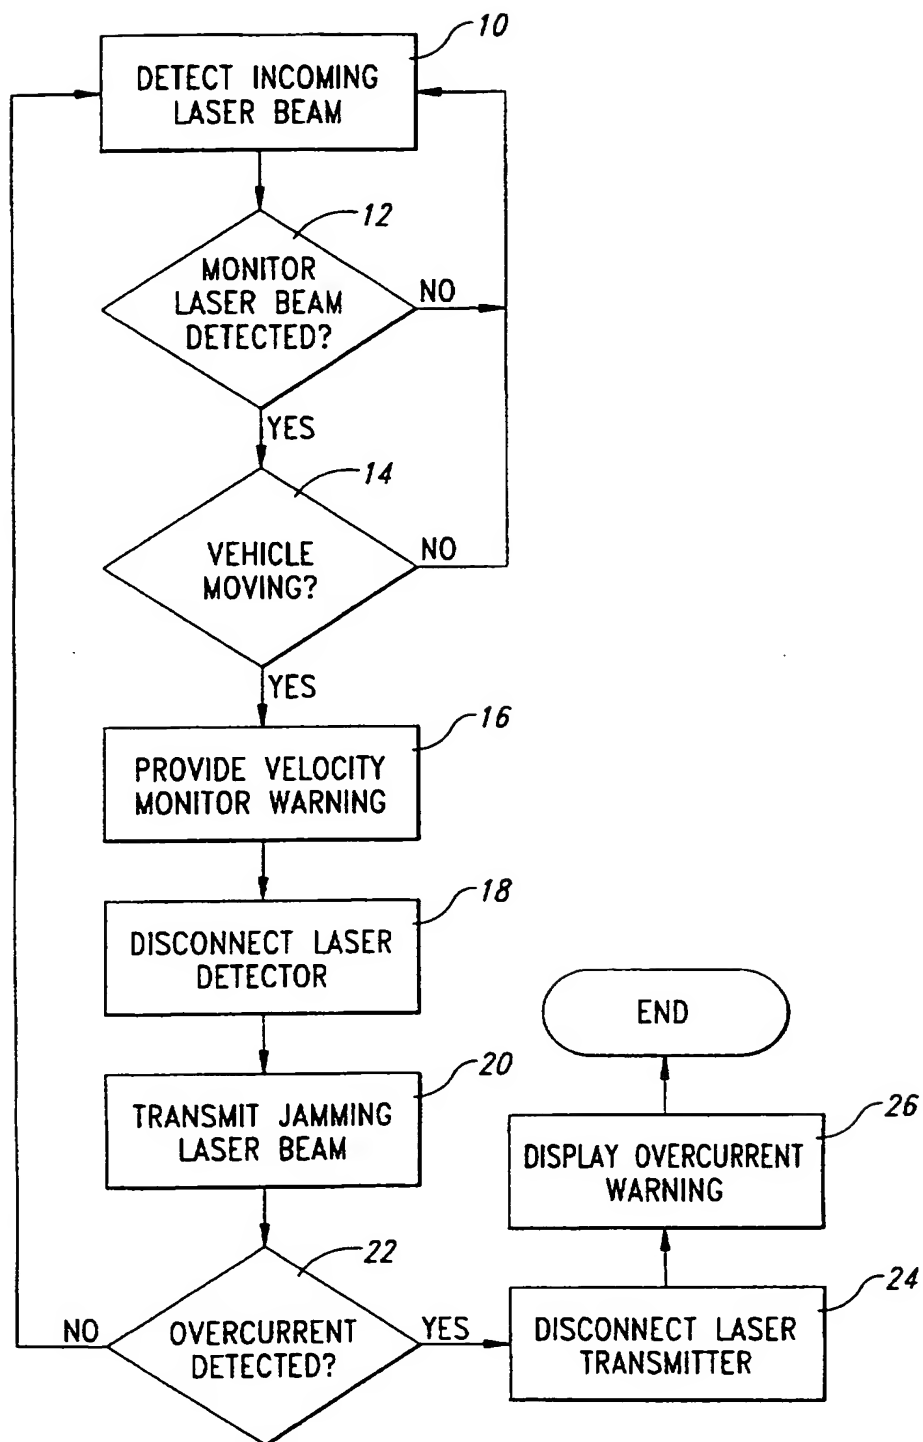 10
DETECT INCOMING
LASER BEAM
12
MONITOR
LASER BEAM
DETECTED?
NO
YES
14
VEHICLE
MOVING?
NO
YES
16
PROVIDE VELOCITY
MONITOR WARNING
18
DISCONNECT LASER
DETECTOR
20
TRANSMIT JAMMING
LASER BEAM
22
OVERCURRENT
DETECTED?
NO
YES
24
DISCONNECT LASER
TRANSMITTER
26
DISPLAY OVERCURRENT
WARNING
END